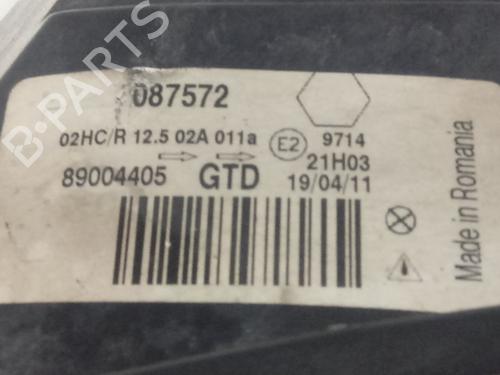 B-PARTS
087572
02HC/R 12.5 02A 011a E2 9714
21H03
89004405 GTD 19/04/11
Made in Romania